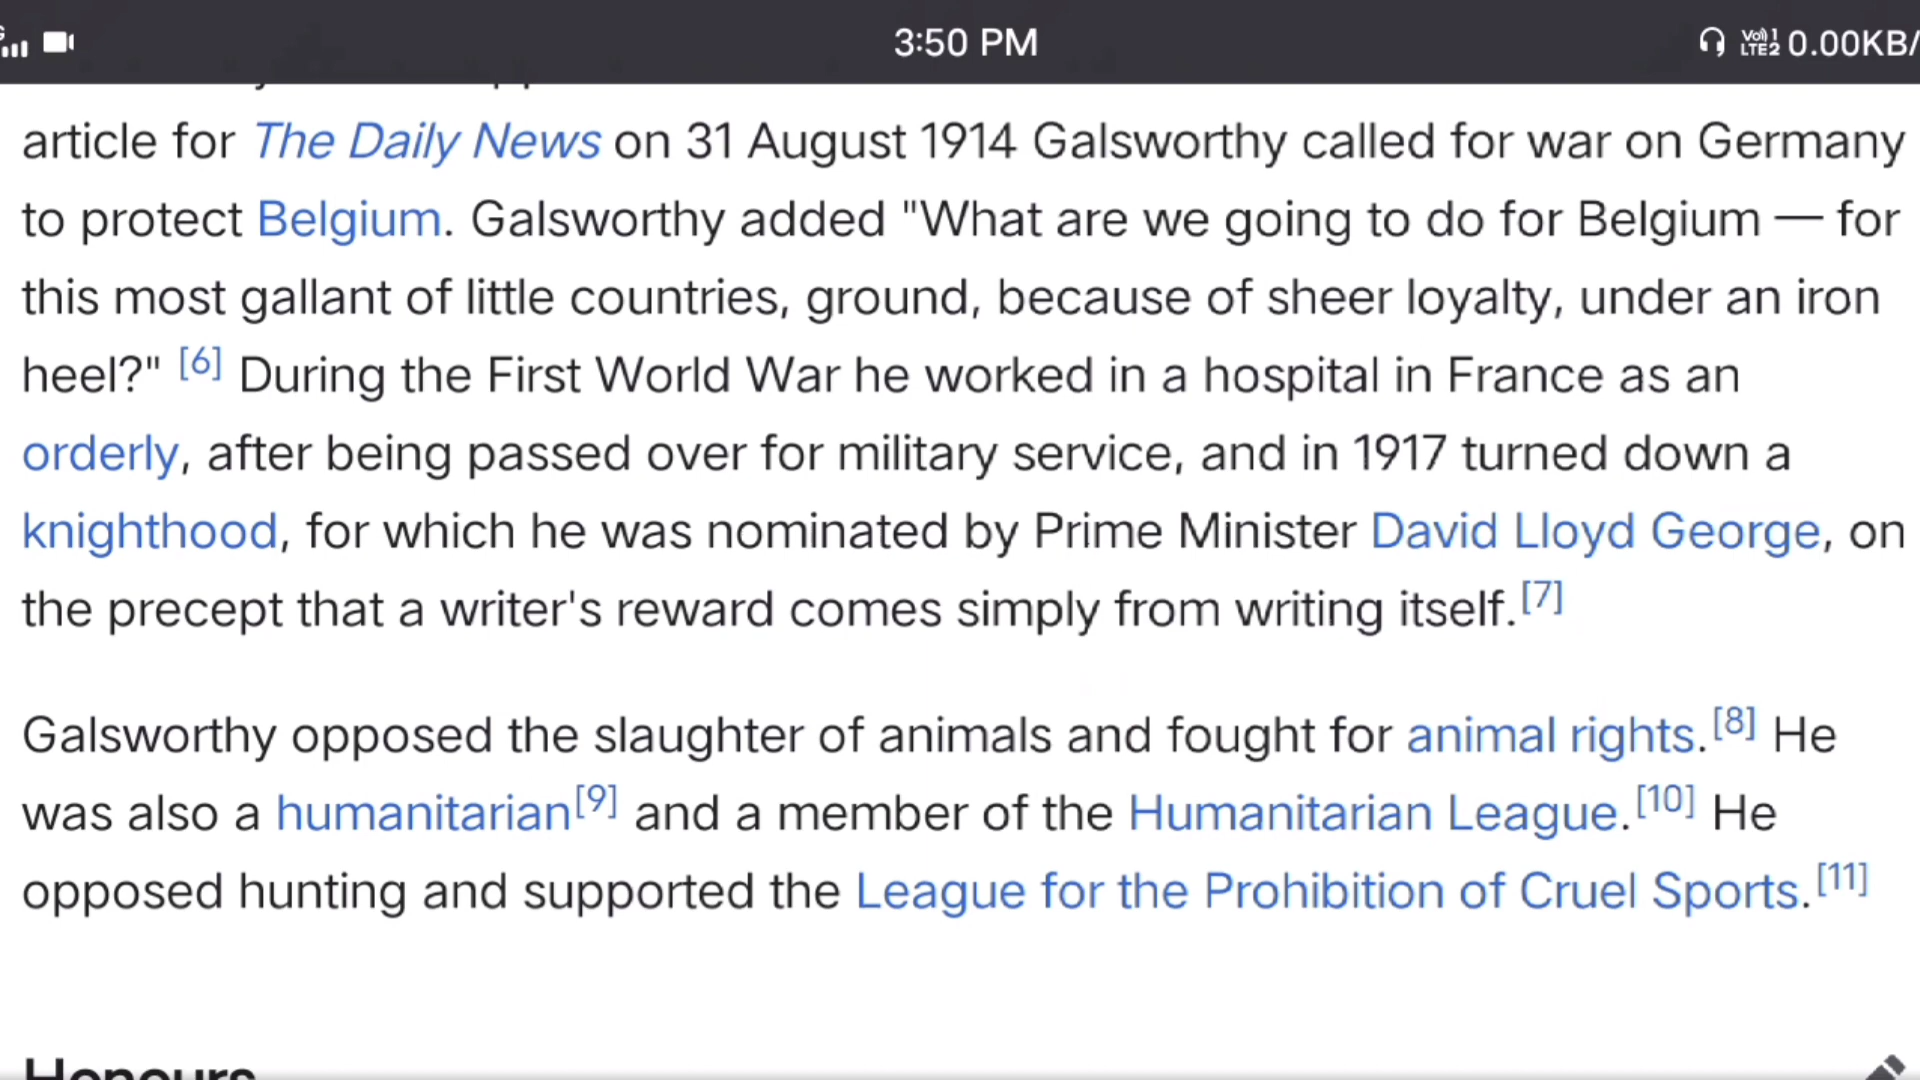 3:50 PM
Vo)) 1
LTE2 0.00KB/
article for The Daily News on 31 August 1914 Galsworthy called for war on Germany
to protect Belgium. Galsworthy added "What are we going to do for Belgium — for
this most gallant of little countries, ground, because of sheer loyalty, under an iron
heel?" [6] During the First World War he worked in a hospital in France as an
orderly, after being passed over for military service, and in 1917 turned down a
knighthood, for which he was nominated by Prime Minister David Lloyd George, on
the precept that a writer's reward comes simply from writing itself.[7]
Galsworthy opposed the slaughter of animals and fought for animal rights.[8] He
was also a humanitarian[9] and a member of the Humanitarian League.[10] He
opposed hunting and supported the League for the Prohibition of Cruel Sports.[11]
Honours